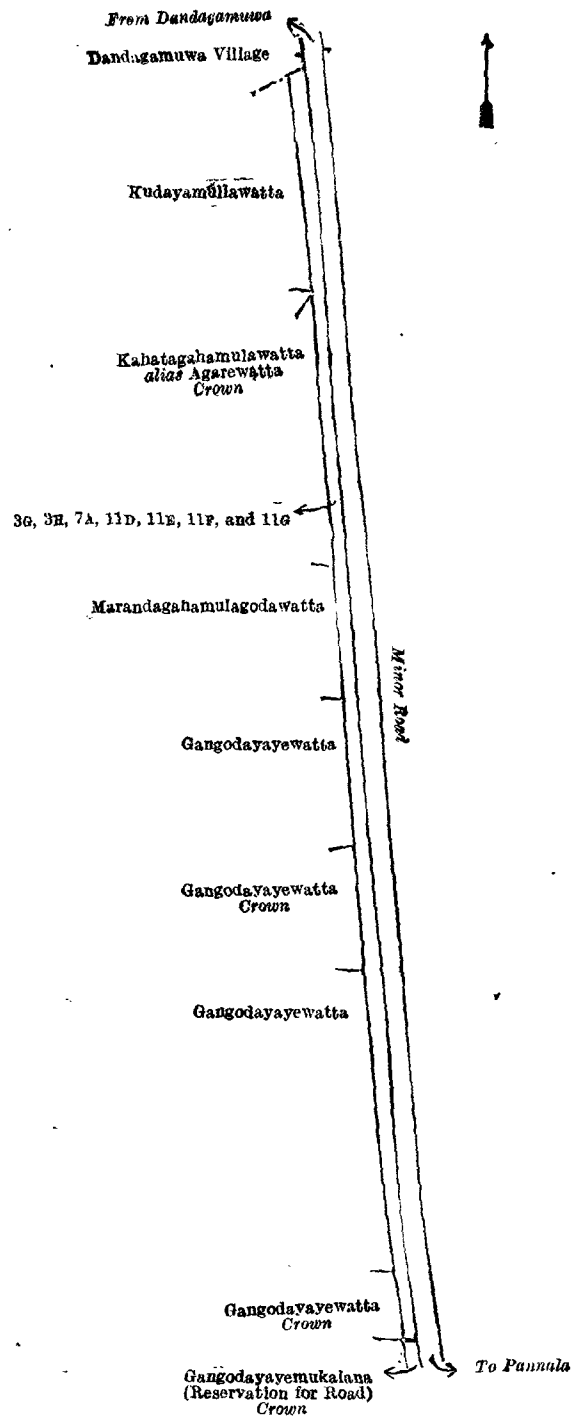 From Dandagamuwa
Dandagamuwa Village
Kudayamullawatta
Kahatagahamulawatta
alias Agarewatta
Crown
3G, 3H, 7A, 11D, 11E, 11F, and 11G
Marandagahamulagodawatta
Minor Road
Gangodayayewatta
Gangodayayewatta
Crown
Gangodayayewatta
Gangodayayewatta
Crown
To Pannala
Gangodayayemukalana
(Reservation for Road)
Crown